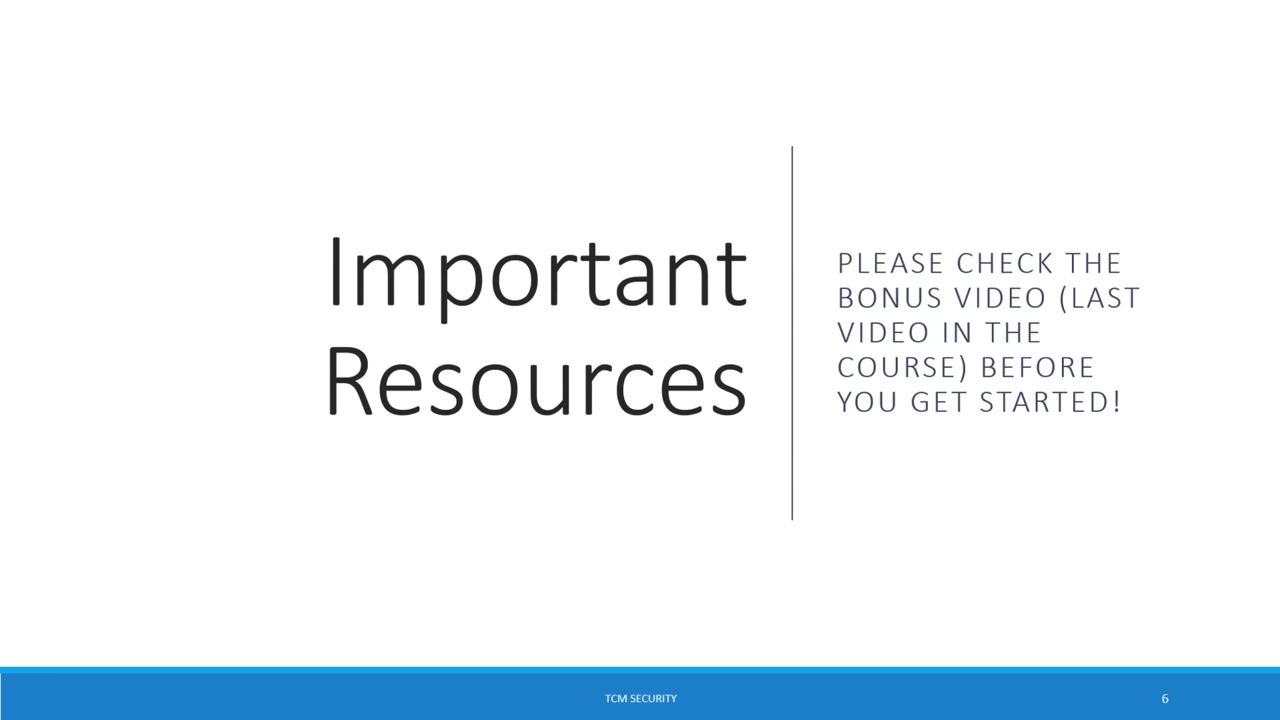 Important
Resources
PLEASE CHECK THE
BONUS VIDEO (LAST
VIDEO IN THE
COURSE) BEFORE
YOU GET STARTED!
TCM SECURITY
6